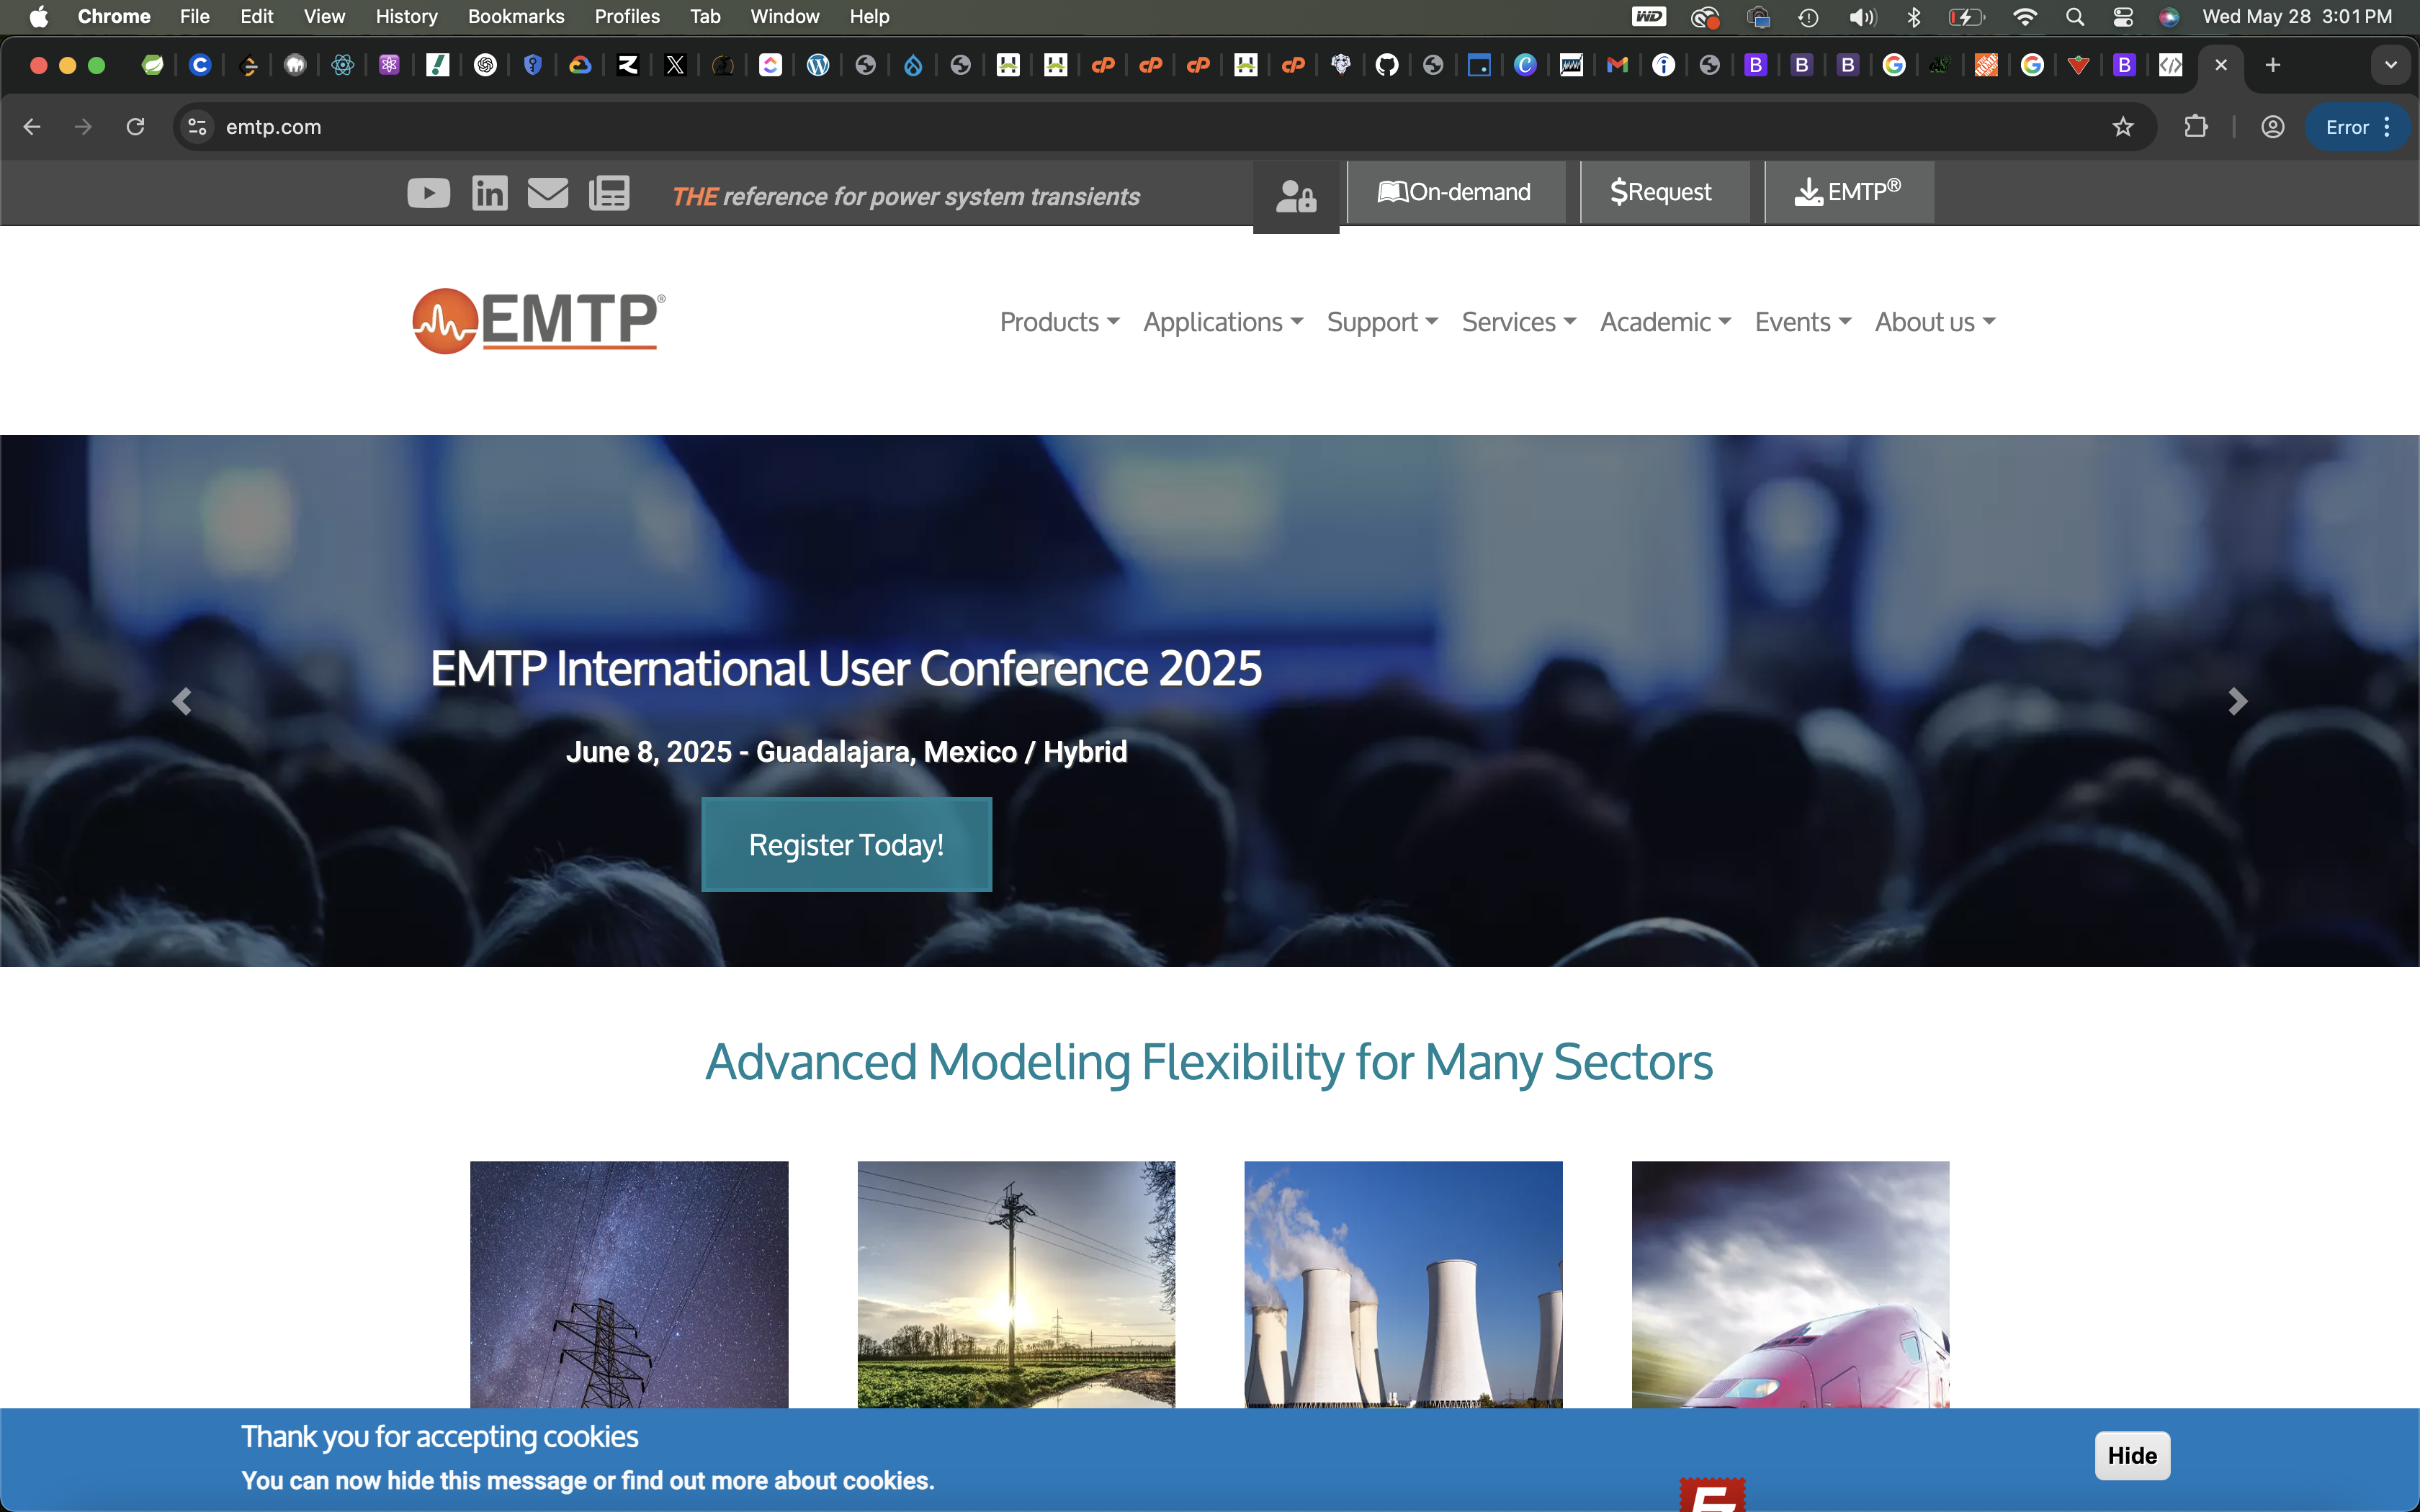 Chrome File Edit View History Bookmarks Profiles Tab Window Help
WD
Wed May 28 3:01 PM
emtp.com
Error
THE reference for power system transients
On-demand
$Request
EMTP®
EMTP®
Products Applications Support Services Academic Events About us
EMTP International User Conference 2025
June 8, 2025 - Guadalajara, Mexico / Hybrid
Register Today!
Advanced Modeling Flexibility for Many Sectors
Thank you for accepting cookies
You can now hide this message or find out more about cookies.
Hide